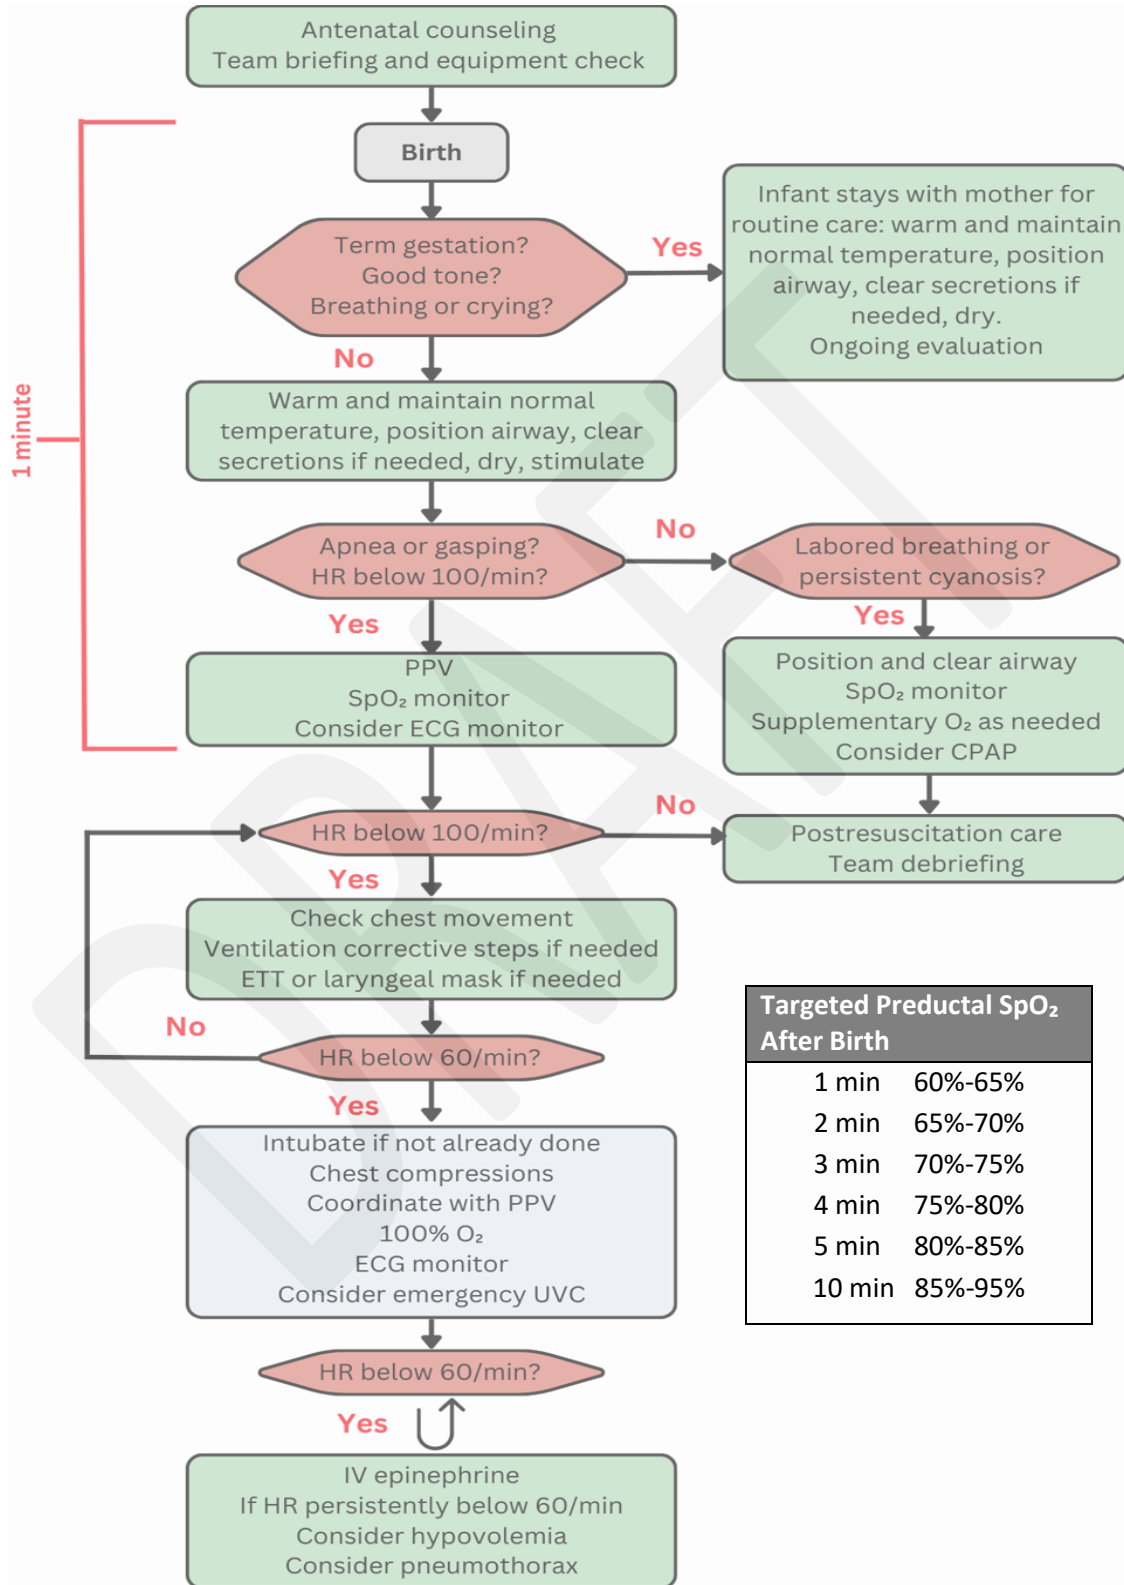 Antenatal counseling
Team briefing and equipment check
Birth
Term gestation?
Good tone?
Breathing or crying?
Yes
Infant stays with mother for
routine care: warm and maintain
normal temperature, position
airway, clear secretions if
needed, dry.
Ongoing evaluation
No
1 minute
Warm and maintain normal
temperature, position airway, clear
secretions if needed, dry, stimulate
Apnea or gasping?
HR below 100/min?
No
Labored breathing or
persistent cyanosis?
Yes
Yes
PPV
SpO₂ monitor
Consider ECG monitor
Position and clear airway
SpO₂ monitor
Supplementary O₂ as needed
Consider CPAP
HR below 100/min?
No
Postresuscitation care
Team debriefing
Yes
Check chest movement
Ventilation corrective steps if needed
ETT or laryngeal mask if needed
No
HR below 60/min?
Yes
Intubate if not already done
Chest compressions
Coordinate with PPV
100% O₂
ECG monitor
Consider emergency UVC
HR below 60/min?
Yes
IV epinephrine
If HR persistently below 60/min
Consider hypovolemia
Consider pneumothorax
Targeted Preductal SpO₂
After Birth
1 min 60%-65%
2 min 65%-70%
3 min 70%-75%
4 min 75%-80%
5 min 80%-85%
10 min 85%-95%
DRAFT